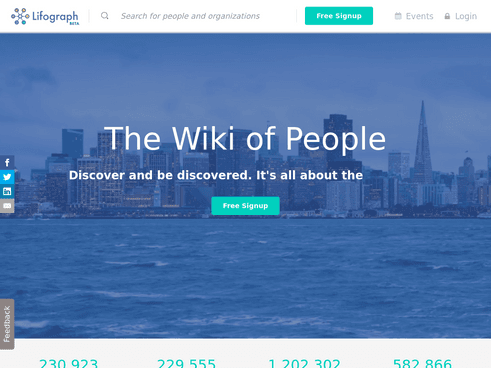 Lifograph
BETA
Search for people and organizations
Free Signup
Events
Login
The Wiki of People
Discover and be discovered. It's all about the
Free Signup
Feedback
230,923
229,555
1,202,302
582,866